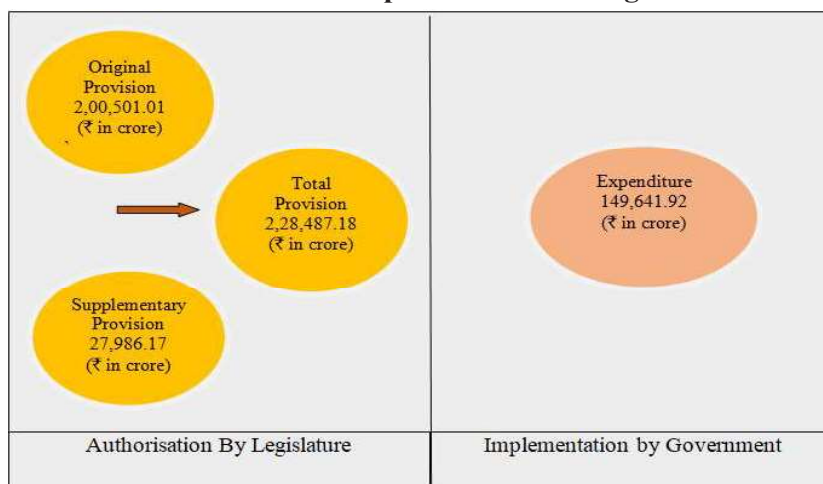 Original
Provision
2,00,501.01
(₹ in crore)
Total
Provision
2,28,487.18
(₹ in crore)
Supplementary
Provision
27,986.17
(₹ in crore)
Expenditure
149,641.92
(₹ in crore)
Authorisation By Legislature
Implementation by Government